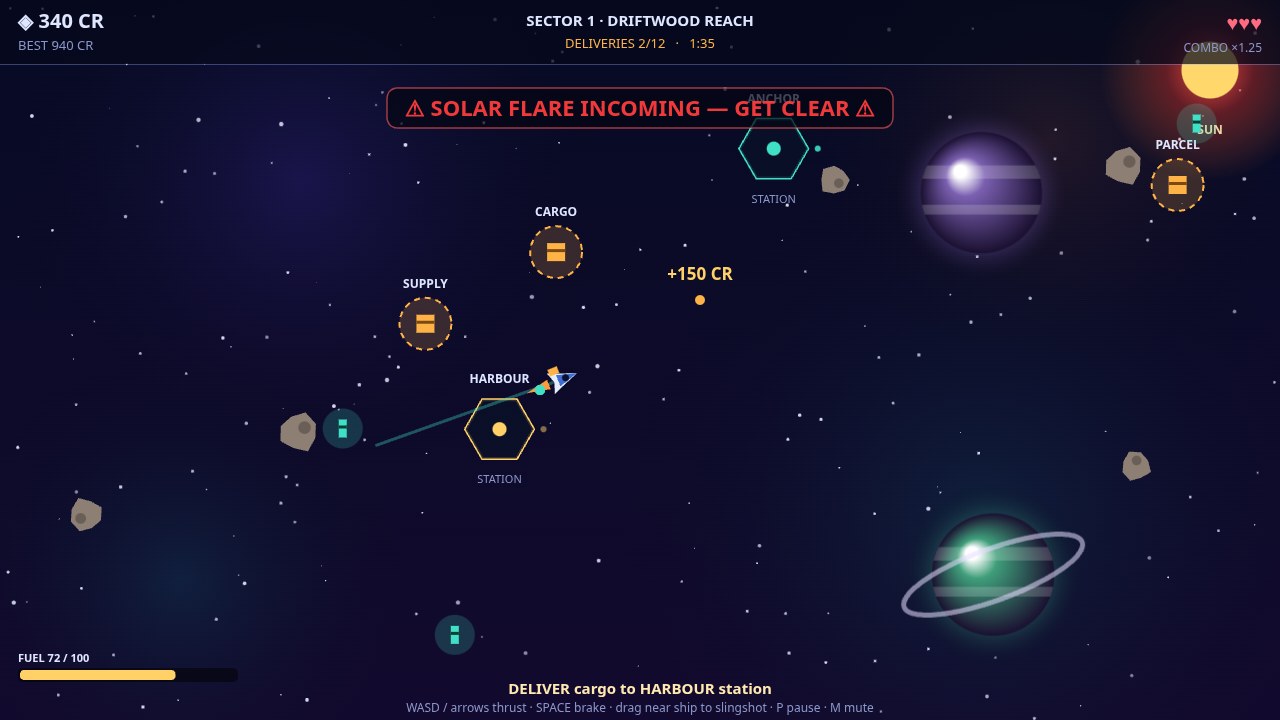 ◈ 340 CR
BEST 940 CR
SECTOR 1 · DRIFTWOOD REACH
DELIVERIES 2/12 · 1:35
♥♥♥
COMBO ×1.25
⚠ SOLAR FLARE INCOMING — GET CLEAR ⚠
ANCHOR
STATION
SUN
PARCEL
CARGO
+150 CR
SUPPLY
HARBOUR
STATION
FUEL 72 / 100
DELIVER cargo to HARBOUR station
WASD / arrows thrust · SPACE brake · drag near ship to slingshot · P pause · M mute